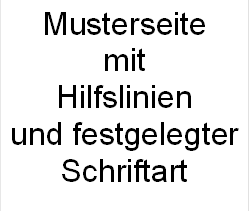 Musterseite
mit
Hilfslinien
und festgelegter
Schriftart